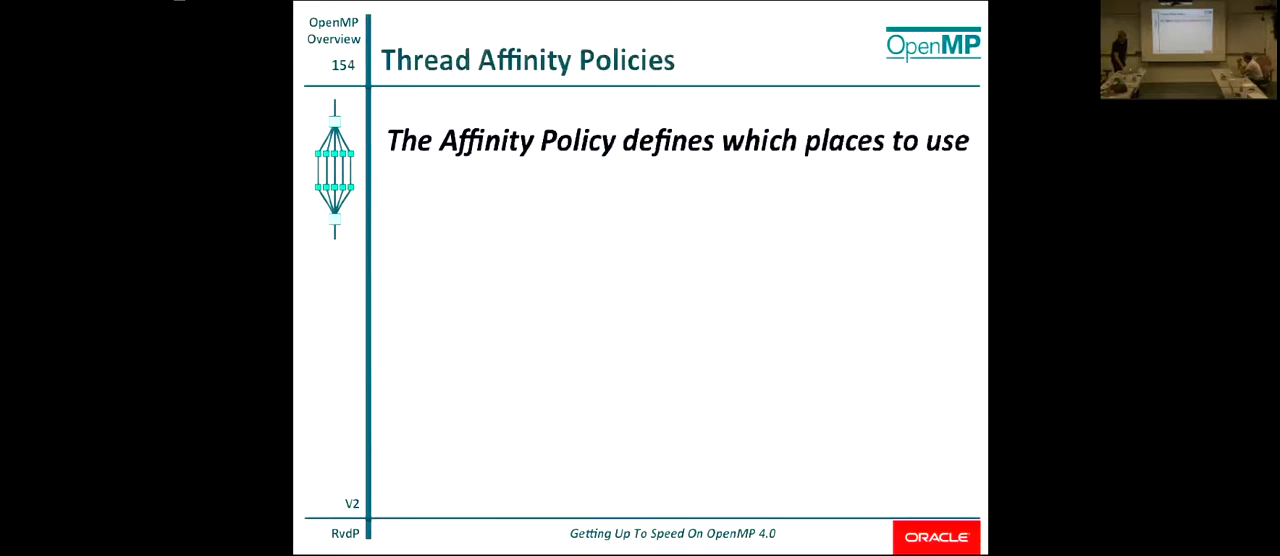 OpenMP
Overview
154
Thread Affinity Policies
OpenMP
The Affinity Policy defines which places to use
V2
RvdP
Getting Up To Speed On OpenMP 4.0
ORACLE